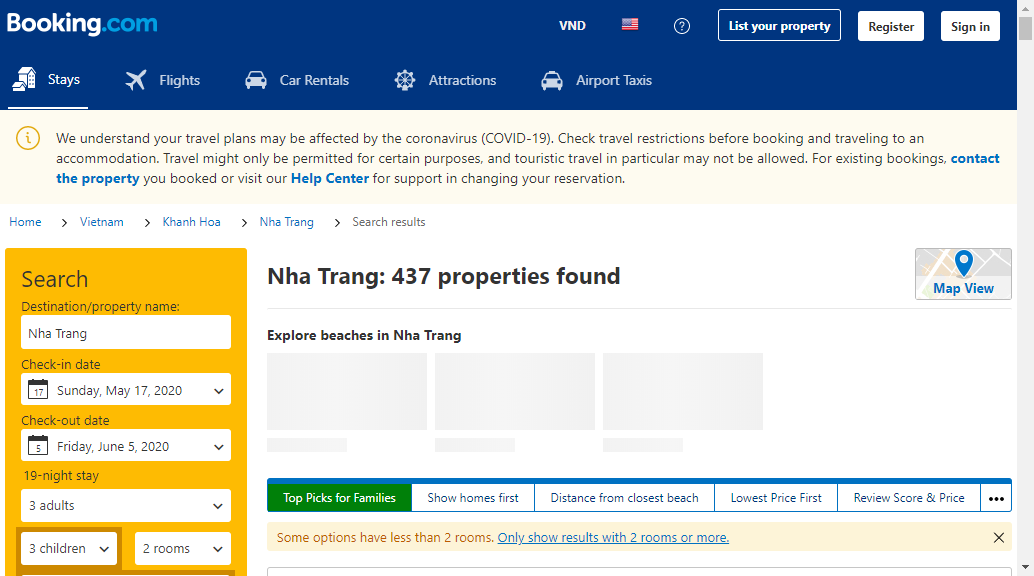 Booking.com
VND
?
List your property
Register
Sign in
Stays
Flights
Car Rentals
Attractions
Airport Taxis
We understand your travel plans may be affected by the coronavirus (COVID-19). Check travel restrictions before booking and traveling to an
accommodation. Travel might only be permitted for certain purposes, and touristic travel in particular may not be allowed. For existing bookings, contact
the property you booked or visit our Help Center for support in changing your reservation.
Home > Vietnam > Khanh Hoa > Nha Trang > Search results
Search
Destination/property name:
Nha Trang
Check-in date
17 Sunday, May 17, 2020
Check-out date
5 Friday, June 5, 2020
19-night stay
3 adults
3 children
2 rooms
Nha Trang: 437 properties found
Map View
Explore beaches in Nha Trang
Top Picks for Families
Show homes first
Distance from closest beach
Lowest Price First
Review Score & Price
•••
Some options have less than 2 rooms. Only show results with 2 rooms or more.